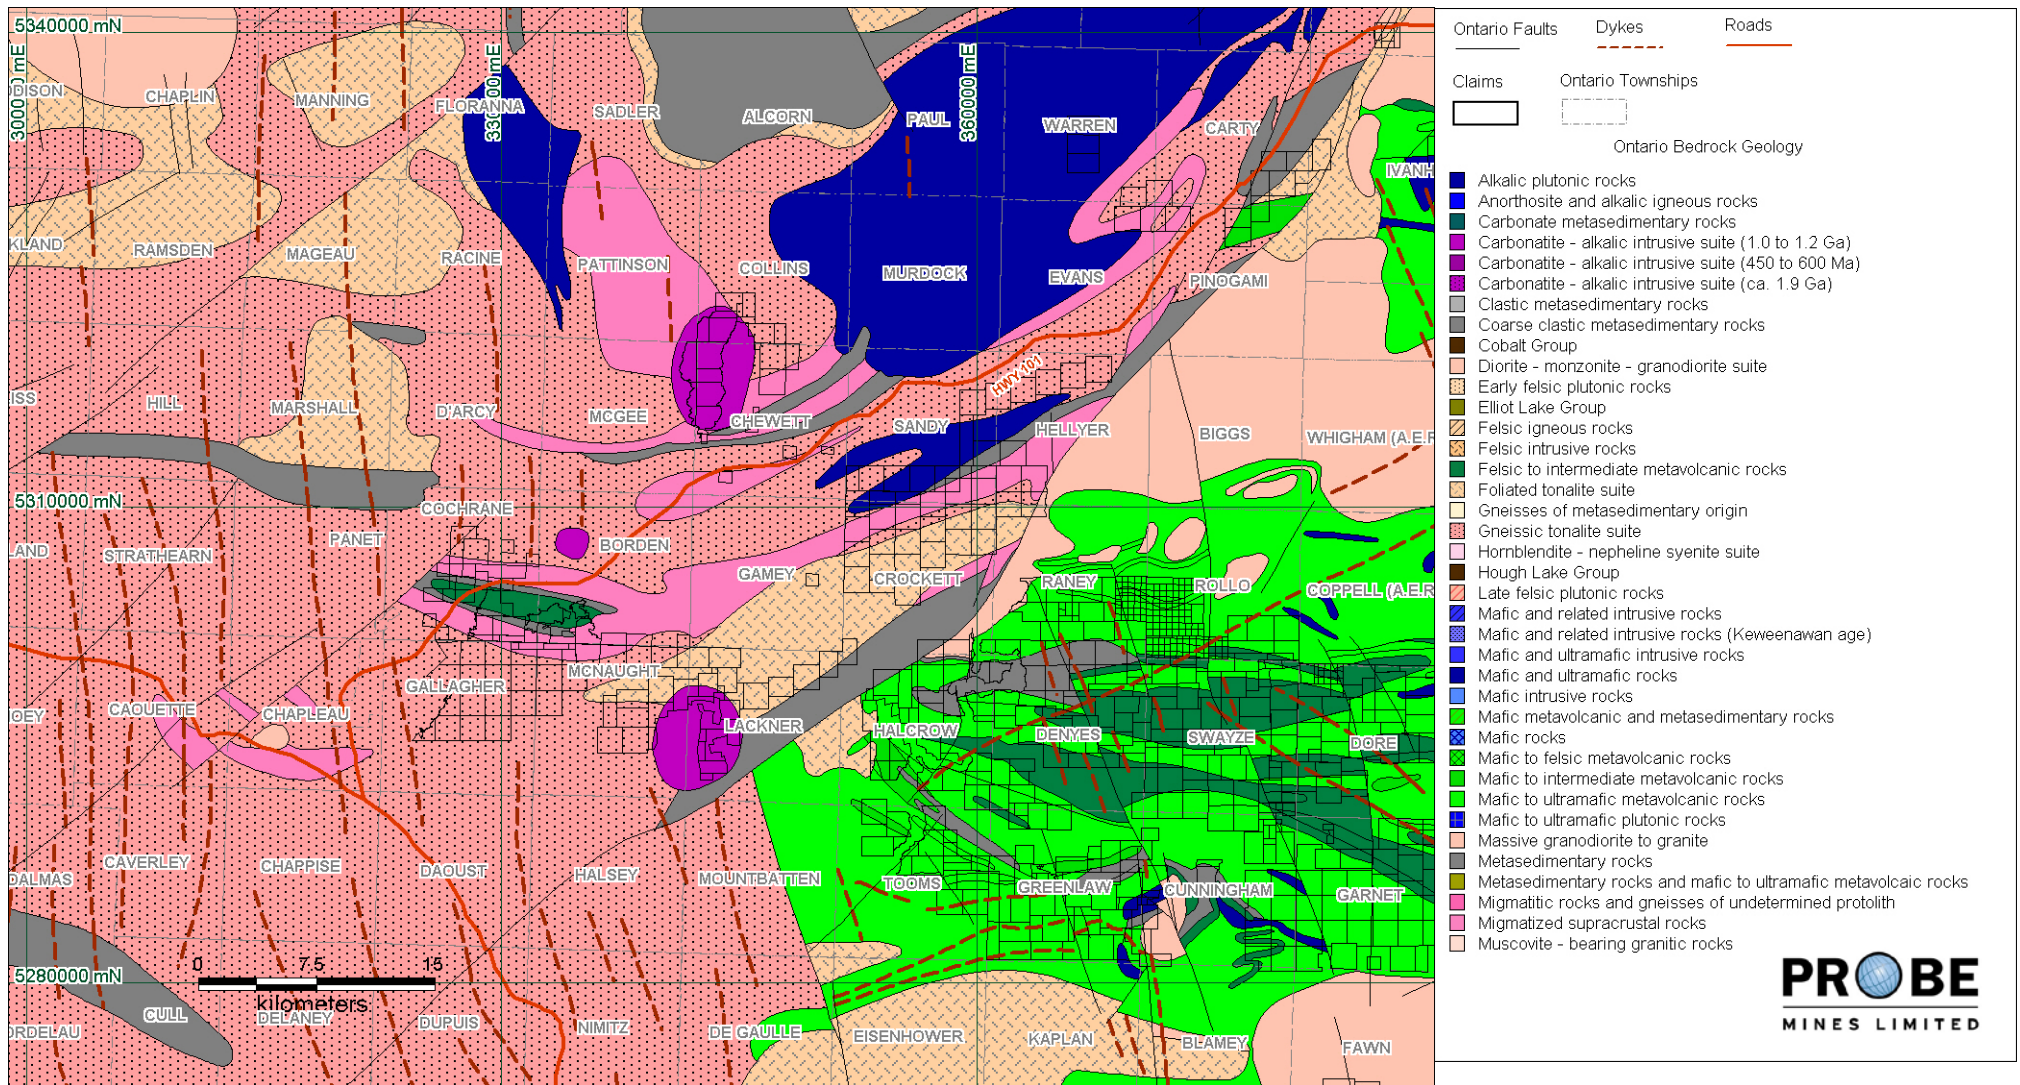 5340000 mN
300000 mE
330000 mE
3600000 mE
DISON
CHAPLIN
MANNING
FLORANNA
SADLER
ALCORN
PAUL
WARREN
CARTY
IVANH
KLAND
RAMSDEN
MAGEAU
RACINE
PATTINSON
COLLINS
MURDOCK
EVANS
PINOGAMI
HWY 101
ISS
HILL
MARSHALL
D'ARCY
MCGEE
CHEWETT
SANDY
HELLYER
BIGGS
WHIGHAM (A.E.R
5310000 mN
COCHRANE
LAND
STRATHEARN
PANET
BORDEN
GAMEY
CROCKETT
RANEY
ROLLO
COPPELL (A.E.R
MCNAUGHT
GALLAGHER
OEY
CAOUETTE
CHAPLEAU
LACKNER
HALCROW
DENYES
SWAYZE
DORE
DALMAS
CAVERLEY
CHAPPISE
DAOUST
HALSEY
MOUNTBATTEN
TOOMS
GREENLAW
CUNNINGHAM
GARNET
5280000 mN
0 7.5 15
kilometers
ORDELAU
CULL
DELANEY
DUPUIS
NIMITZ
DE GAULLE
EISENHOWER
KAPLAN
BLAMEY
FAWN
Ontario Faults
Dykes
Roads
Claims
Ontario Townships
Ontario Bedrock Geology
Alkalic plutonic rocks
Anorthosite and alkalic igneous rocks
Carbonate metasedimentary rocks
Carbonatite - alkalic intrusive suite (1.0 to 1.2 Ga)
Carbonatite - alkalic intrusive suite (450 to 600 Ma)
Carbonatite - alkalic intrusive suite (ca. 1.9 Ga)
Clastic metasedimentary rocks
Coarse clastic metasedimentary rocks
Cobalt Group
Diorite - monzonite - granodiorite suite
Early felsic plutonic rocks
Elliot Lake Group
Felsic igneous rocks
Felsic intrusive rocks
Felsic to intermediate metavolcanic rocks
Foliated tonalite suite
Gneisses of metasedimentary origin
Gneissic tonalite suite
Hornblendite - nepheline syenite suite
Hough Lake Group
Late felsic plutonic rocks
Mafic and related intrusive rocks
Mafic and related intrusive rocks (Keweenawan age)
Mafic and ultramafic intrusive rocks
Mafic and ultramafic rocks
Mafic intrusive rocks
Mafic metavolcanic and metasedimentary rocks
Mafic rocks
Mafic to felsic metavolcanic rocks
Mafic to intermediate metavolcanic rocks
Mafic to ultramafic metavolcanic rocks
Mafic to ultramafic plutonic rocks
Massive granodiorite to granite
Metasedimentary rocks
Metasedimentary rocks and mafic to ultramafic metavolcaic rocks
Migmatitic rocks and gneisses of undetermined protolith
Migmatized supracrustal rocks
Muscovite - bearing granitic rocks
PROBE
MINES LIMITED